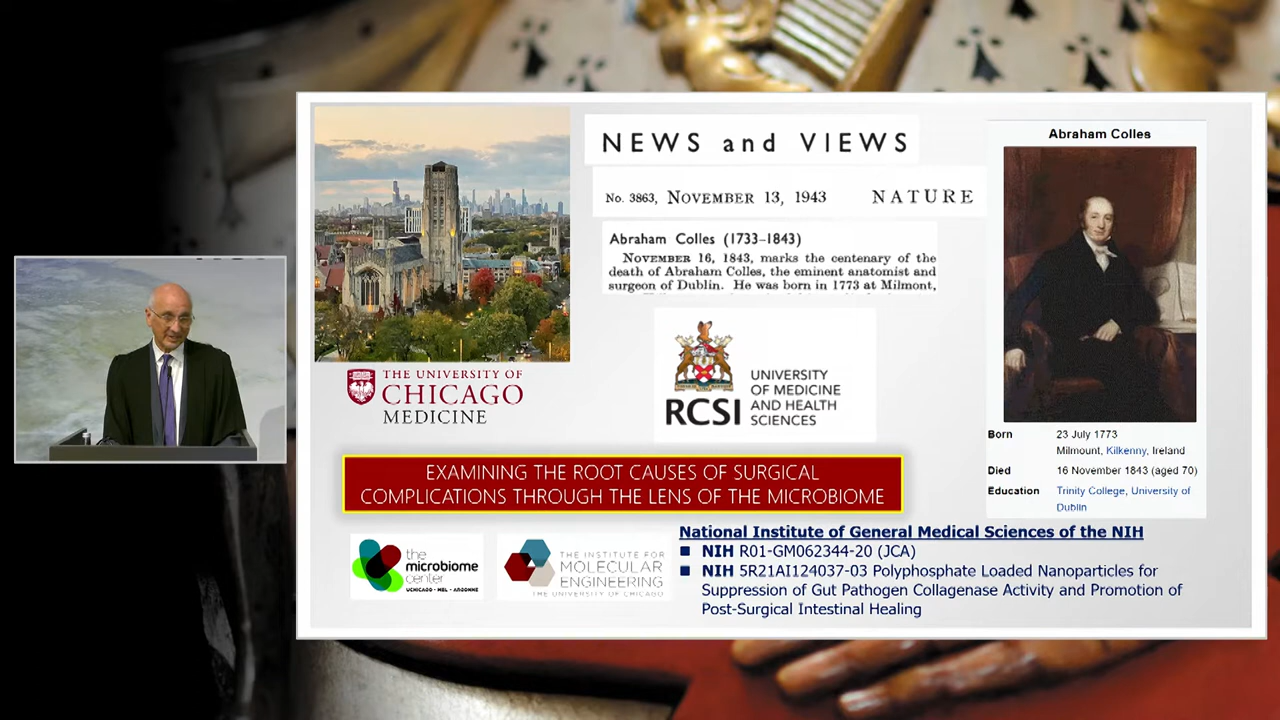 NEWS and VIEWS
No. 3863, NOVEMBER 13, 1943 NATURE
Abraham Colles (1733–1843)
NOVEMBER 16, 1843, marks the centenary of the
death of Abraham Colles, the eminent anatomist and
surgeon of Dublin. He was born in 1773 at Milmont,
THE UNIVERSITY OF
CHICAGO
MEDICINE
RCSI
UNIVERSITY
OF MEDICINE
AND HEALTH
SCIENCES
Abraham Colles
Born 23 July 1773
Milmount, Kilkenny, Ireland
Died 16 November 1843 (aged 70)
Education Trinity College, University of
Dublin
EXAMINING THE ROOT CAUSES OF SURGICAL
COMPLICATIONS THROUGH THE LENS OF THE MICROBIOME
the
microbiome
center
UCHICAGO • MBL • ARGONNE
THE INSTITUTE FOR
MOLECULAR
ENGINEERING
THE UNIVERSITY OF CHICAGO
National Institute of General Medical Sciences of the NIH
■ NIH R01-GM062344-20 (JCA)
■ NIH 5R21AI124037-03 Polyphosphate Loaded Nanoparticles for
Suppression of Gut Pathogen Collagenase Activity and Promotion of
Post-Surgical Intestinal Healing